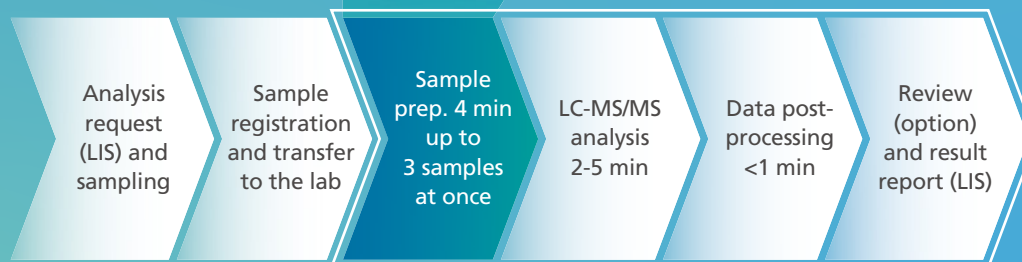 Analysis
request
(LIS) and
sampling
Sample
registration
and transfer
to the lab
Sample
prep. 4 min
up to
3 samples
at once
LC-MS/MS
analysis
2-5 min
Data post-
processing
<1 min
Review
(option)
and result
report (LIS)